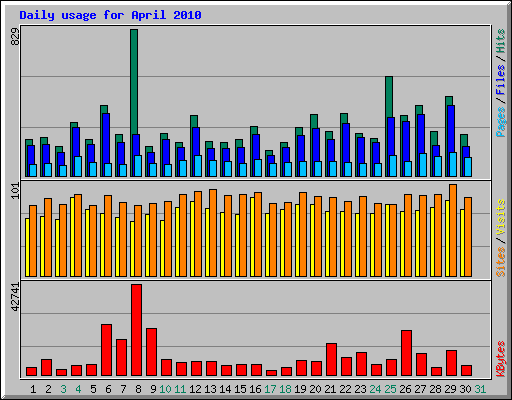 Daily usage for April 2010
829
Pages / Files / Hits
101
Sites / Visits
42741
KBytes
1 2 3 4 5 6 7 8 9 10 11 12 13 14 15 16 17 18 19 20 21 22 23 24 25 26 27 28 29 30 31